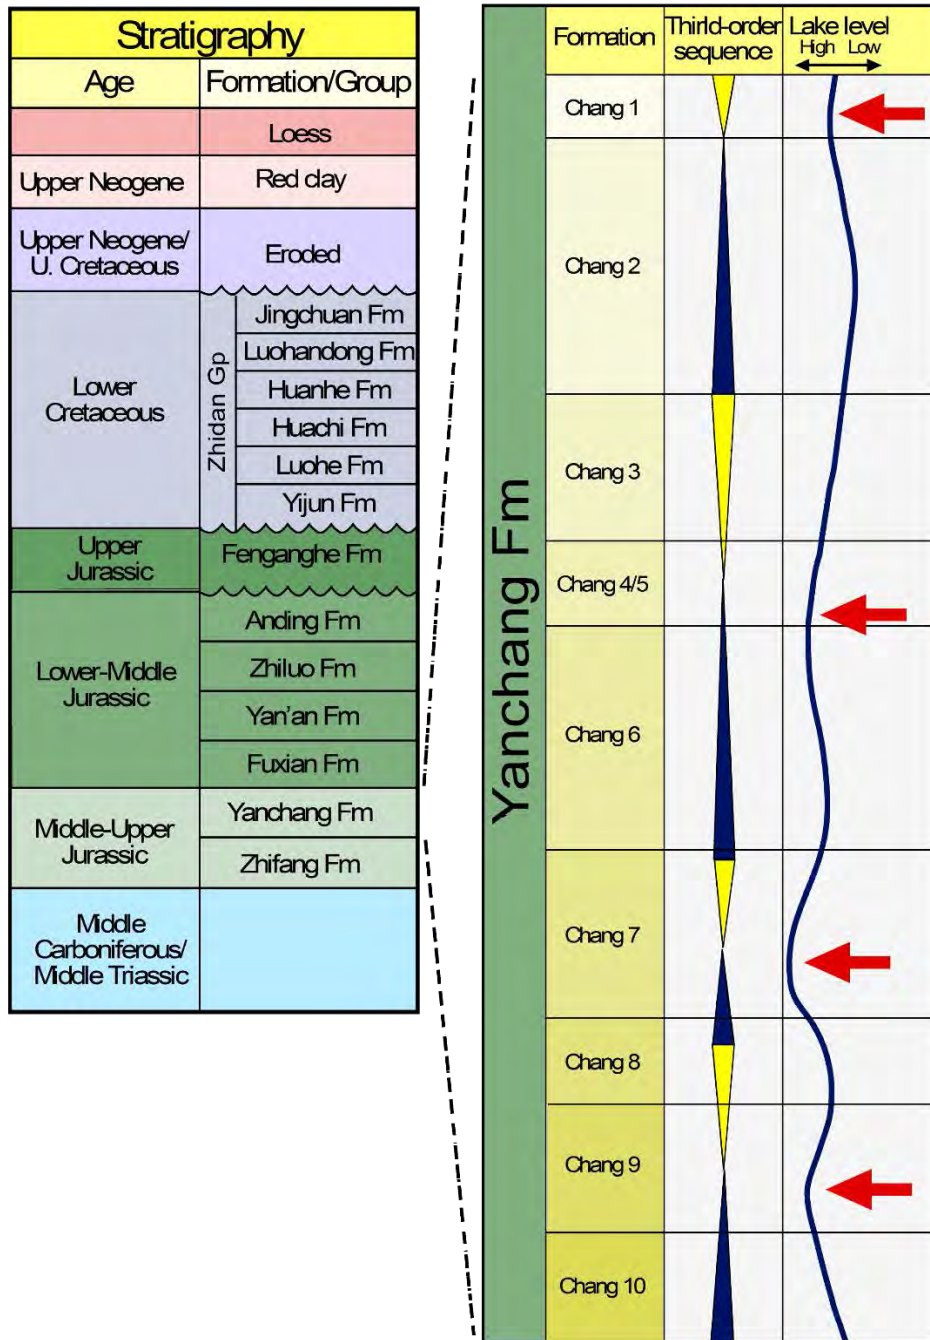 Stratigraphy
Age
Formation/Group
Loess
Upper Neogene
Red clay
Upper Neogene/
U. Cretaceous
Eroded
Lower
Cretaceous
Zhidan Gp
Jingchuan Fm
Luohandong Fm
Huanhe Fm
Huachi Fm
Luohe Fm
Yijun Fm
Upper
Jurassic
Fenganghe Fm
Lower-Middle
Jurassic
Anding Fm
Zhiluo Fm
Yan'an Fm
Fuxian Fm
Middle-Upper
Jurassic
Yanchang Fm
Zhifang Fm
Middle
Carboniferous/
Middle Triassic
Yanchang Fm
Formation
Thirld-order
sequence
Lake level
High Low
Chang 1
Chang 2
Chang 3
Chang 4/5
Chang 6
Chang 7
Chang 8
Chang 9
Chang 10